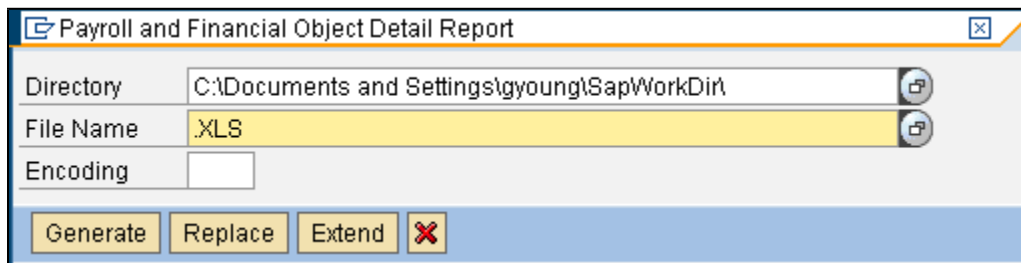 Payroll and Financial Object Detail Report
Directory C:\Documents and Settings\gyoung\SapWorkDir\
File Name .XLS
Encoding
Generate Replace Extend